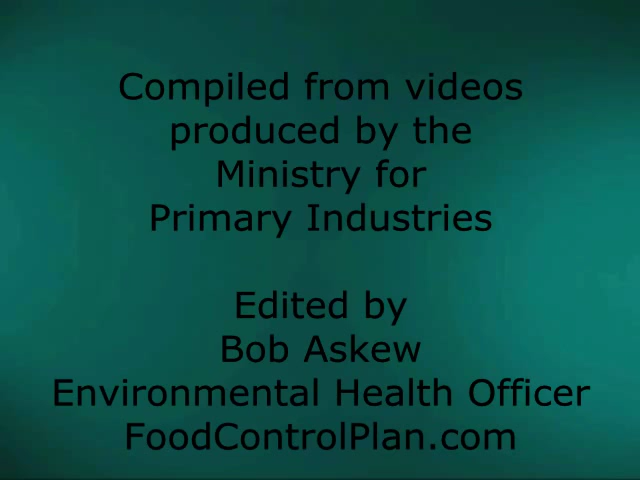 Compiled from videos
produced by the
Ministry for
Primary Industries
Edited by
Bob Askew
Environmental Health Officer
FoodControlPlan.com